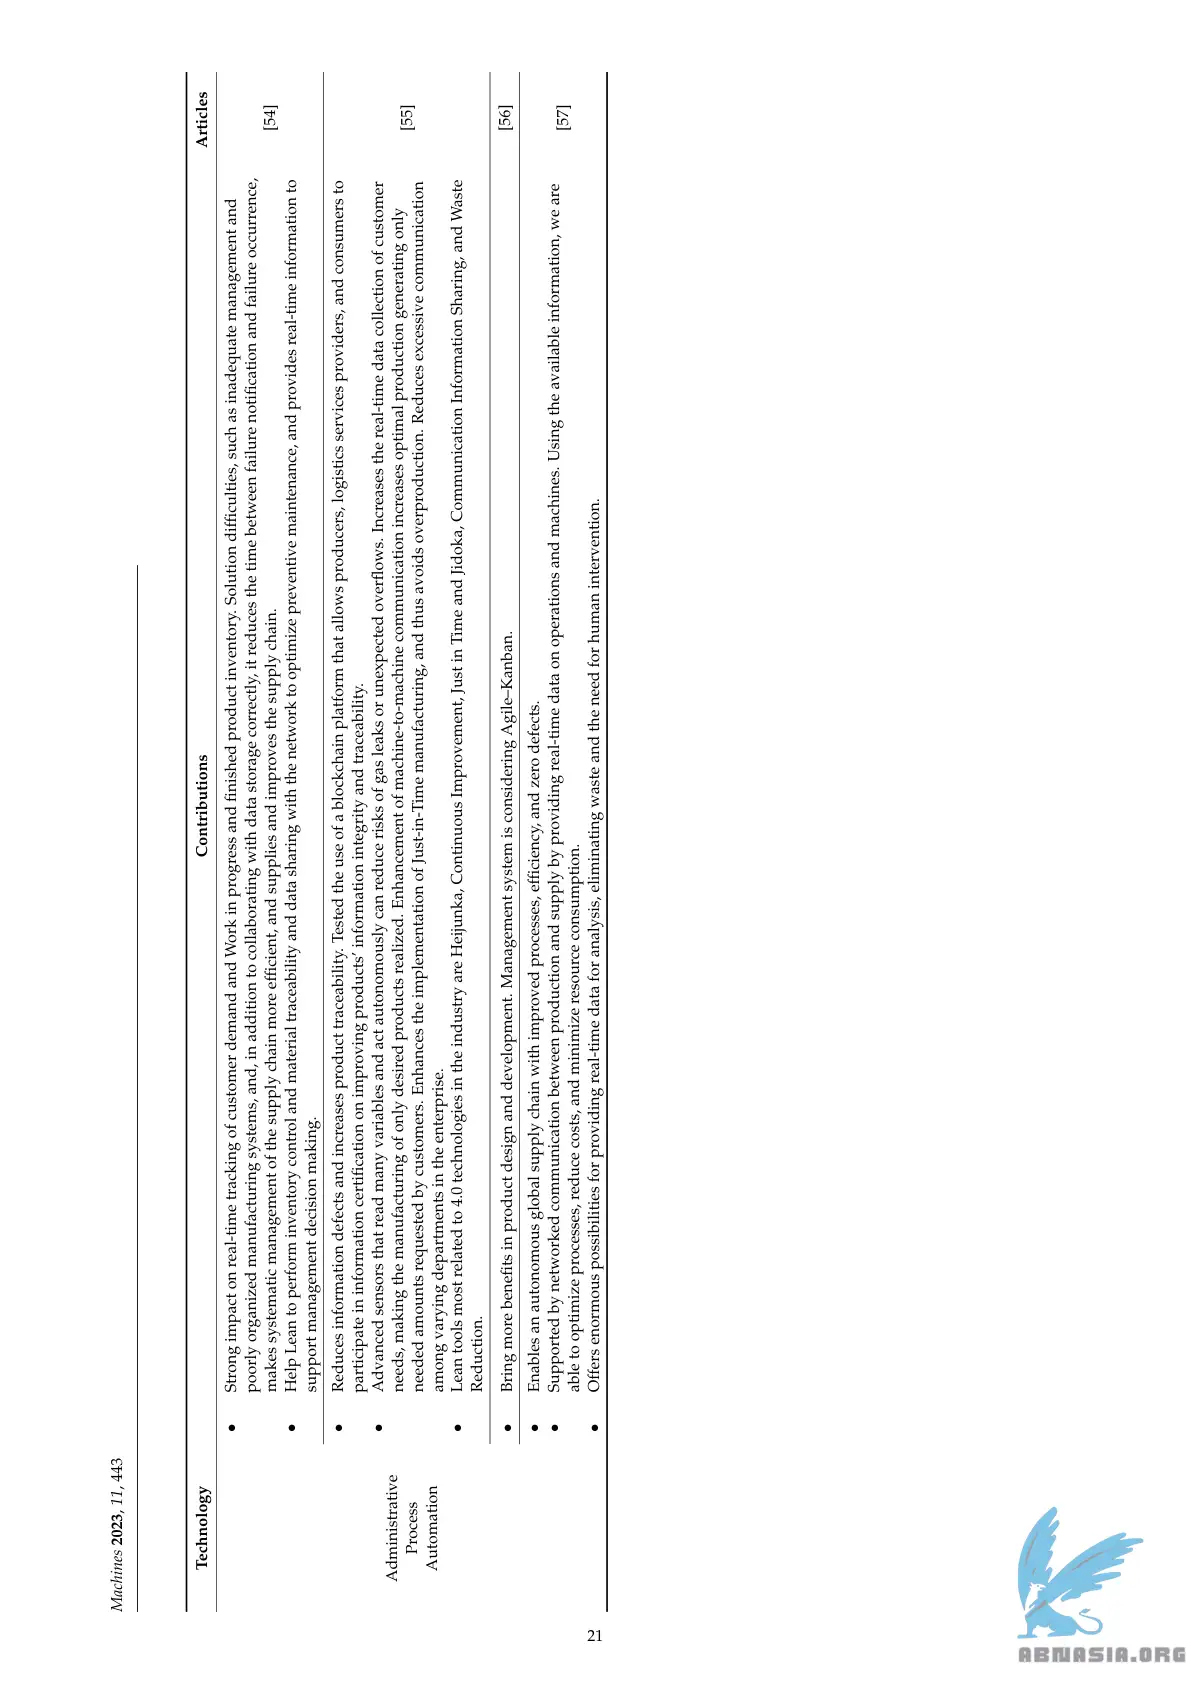 Machines 2023, 11, 443
Technology Contributions Articles
• Strong impact on real-time tracking of customer demand and Work in progress and finished product inventory. Solution difficulties, such as inadequate management and
poorly organized manufacturing systems, and, in addition to collaborating with data storage correctly, it reduces the time between failure notification and failure occurrence,
makes systematic management of the supply chain more efficient, and supplies and improves the supply chain.
• Help Lean to perform inventory control and material traceability and data sharing with the network to optimize preventive maintenance, and provides real-time information to
support management decision making.
[54]
Administrative
Process
Automation
• Reduces information defects and increases product traceability. Tested the use of a blockchain platform that allows producers, logistics services providers, and consumers to
participate in information certification on improving products' information integrity and traceability.
• Advanced sensors that read many variables and act autonomously can reduce risks of gas leaks or unexpected overflows. Increases the real-time data collection of customer
needs, making the manufacturing of only desired products realized. Enhancement of machine-to-machine communication increases optimal production generating only
needed amounts requested by customers. Enhances the implementation of Just-in-Time manufacturing, and thus avoids overproduction. Reduces excessive communication
among varying departments in the enterprise.
• Lean tools most related to 4.0 technologies in the industry are Heijunka, Continuous Improvement, Just in Time and Jidoka, Communication Information Sharing, and Waste
Reduction.
[55]
• Bring more benefits in product design and development. Management system is considering Agile–Kanban.
[56]
• Enables an autonomous global supply chain with improved processes, efficiency, and zero defects.
• Supported by networked communication between production and supply by providing real-time data on operations and machines. Using the available information, we are
able to optimize processes, reduce costs, and minimize resource consumption.
• Offers enormous possibilities for providing real-time data for analysis, eliminating waste and the need for human intervention.
[57]
21
ABNASIA.ORG